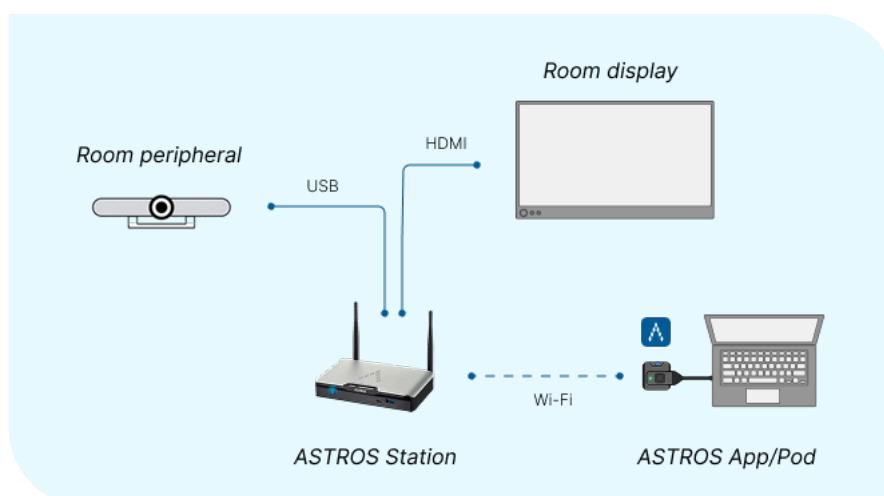 Room display
HDMI
Room peripheral
USB
Wi-Fi
ASTROS Station
ASTROS App/Pod